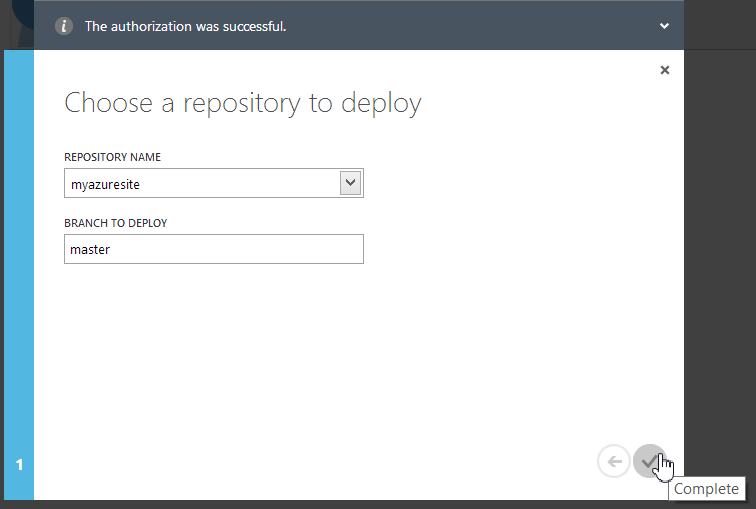 The authorization was successful.
Choose a repository to deploy
REPOSITORY NAME
myazuresite
BRANCH TO DEPLOY
master
1
Complete